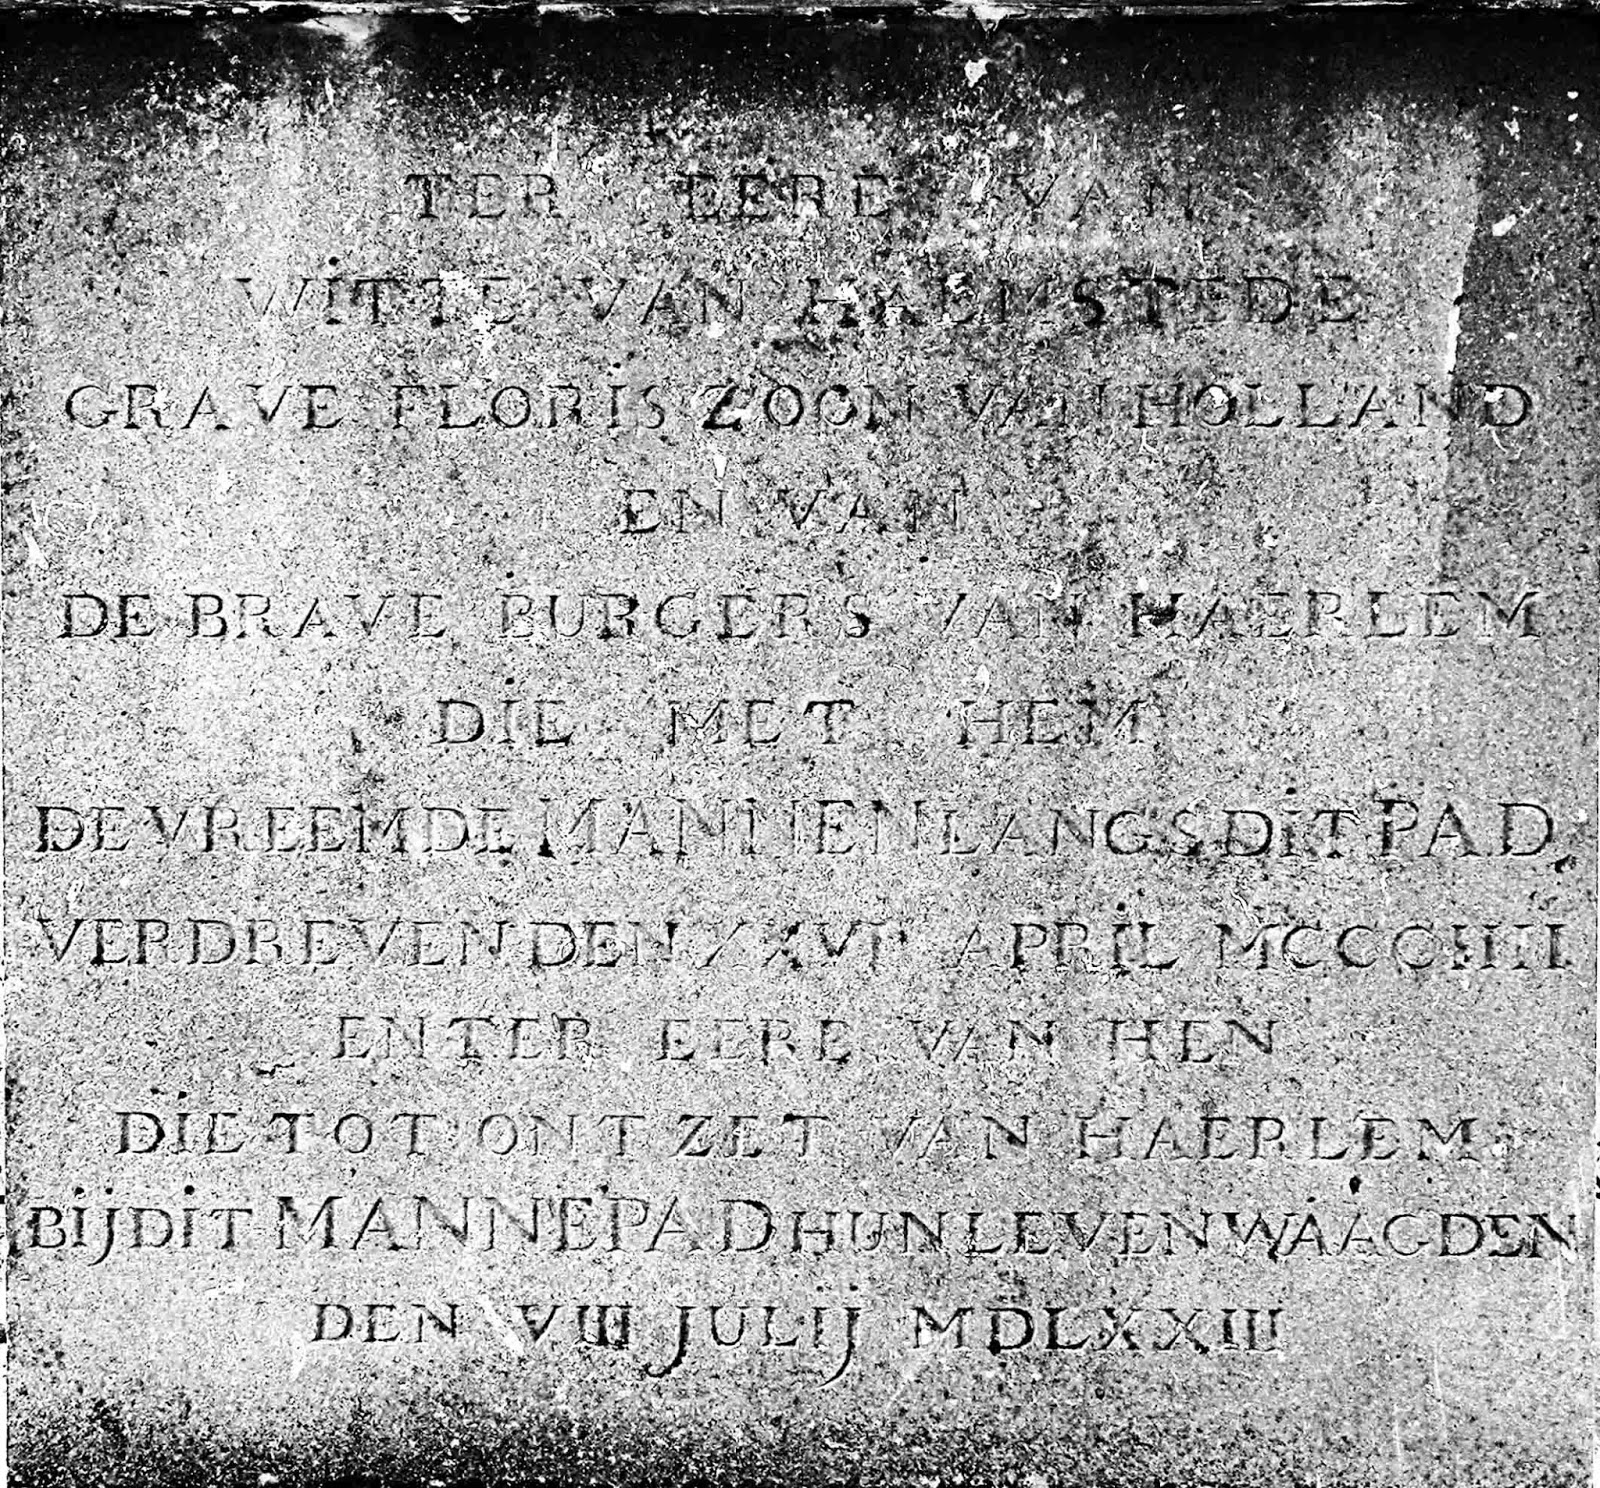 TER EERE VAN
WITTE VAN HAEMSTEDE
GRAVE FLORIS ZOON VAN HOLLAND
EN VAN
DE BRAVE BURGERS VAN HAERLEM
DIE MET HEM
DE VREEMDE MANNEN LANGS DIT PAD
VERDREVEN DEN XXVI APRIL MCCCIIII
EN TER EERE VAN HEN
DIE TOT ONTZET VAN HAERLEM
BIJ DIT MANNEPAD HUN LEVEN WAAGDEN
DEN VIII JULIJ MDLXXIII